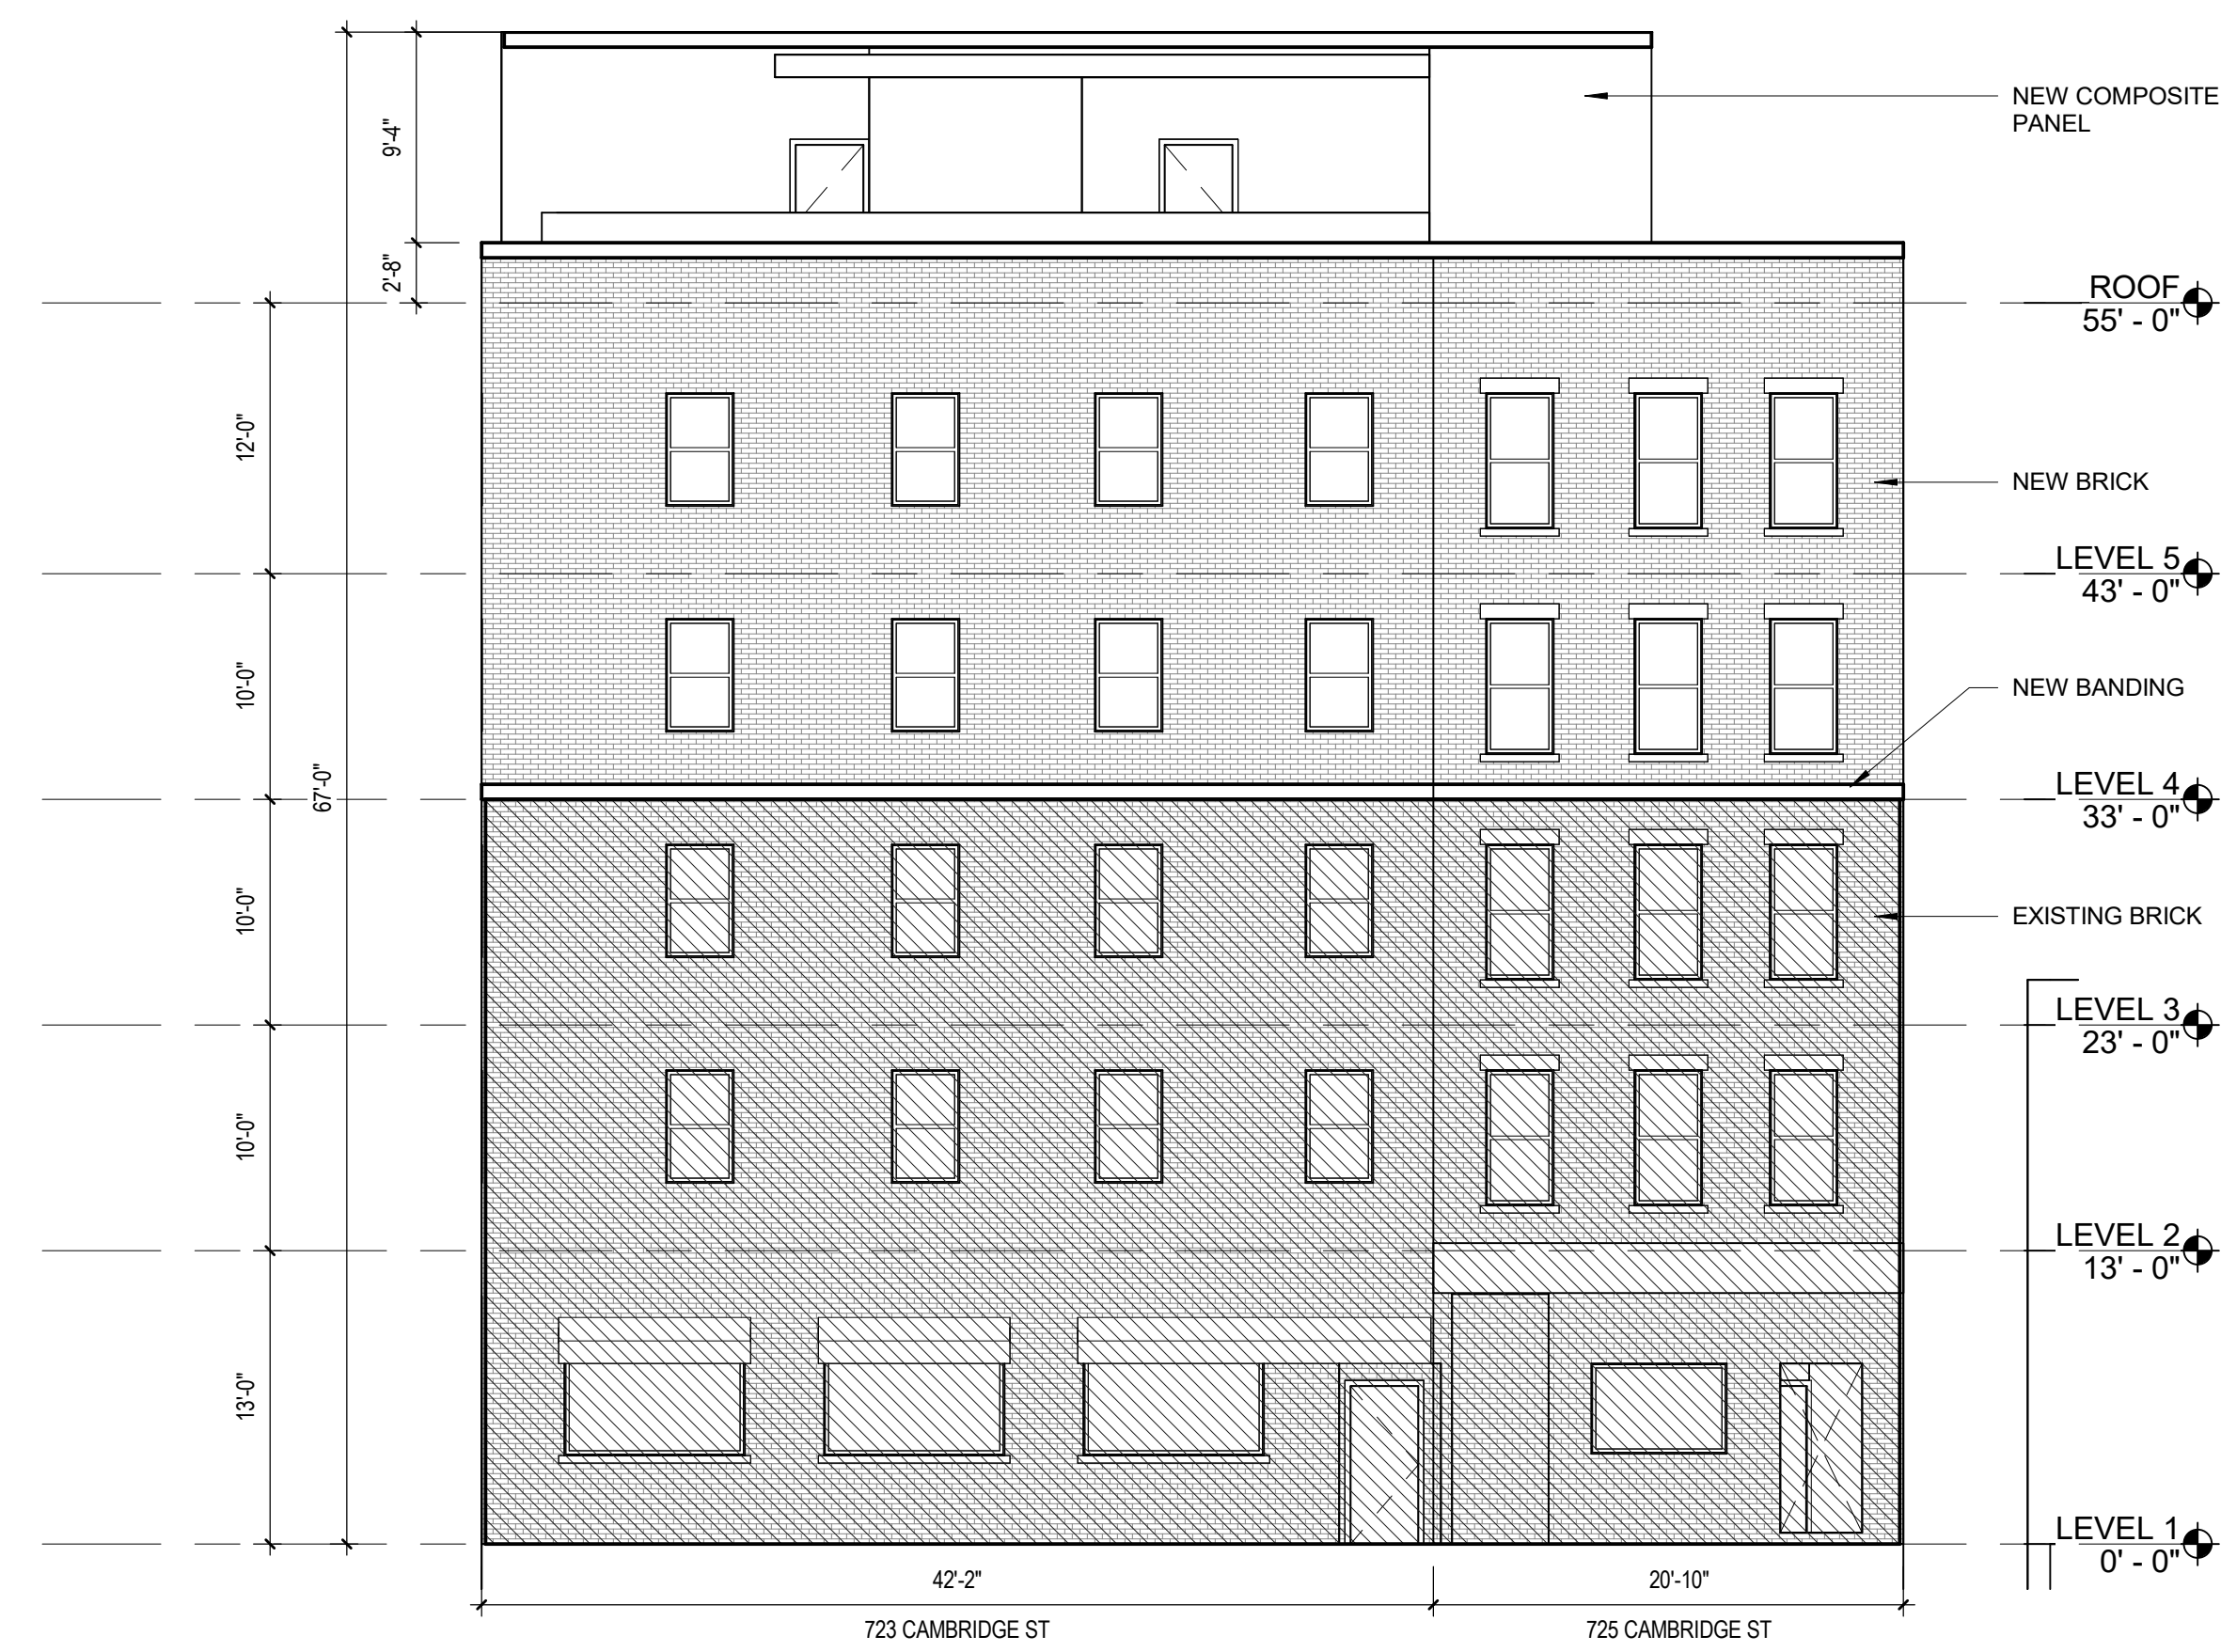 NEW COMPOSITE
PANEL
9'-4"
2'-8"
ROOF
55' - 0"
12'-0"
NEW BRICK
LEVEL 5
43' - 0"
10'-0"
NEW BANDING
67'-0"
LEVEL 4
33' - 0"
10'-0"
EXISTING BRICK
LEVEL 3
23' - 0"
10'-0"
LEVEL 2
13' - 0"
13'-0"
LEVEL 1
0' - 0"
42'-2"
20'-10"
723 CAMBRIDGE ST
725 CAMBRIDGE ST